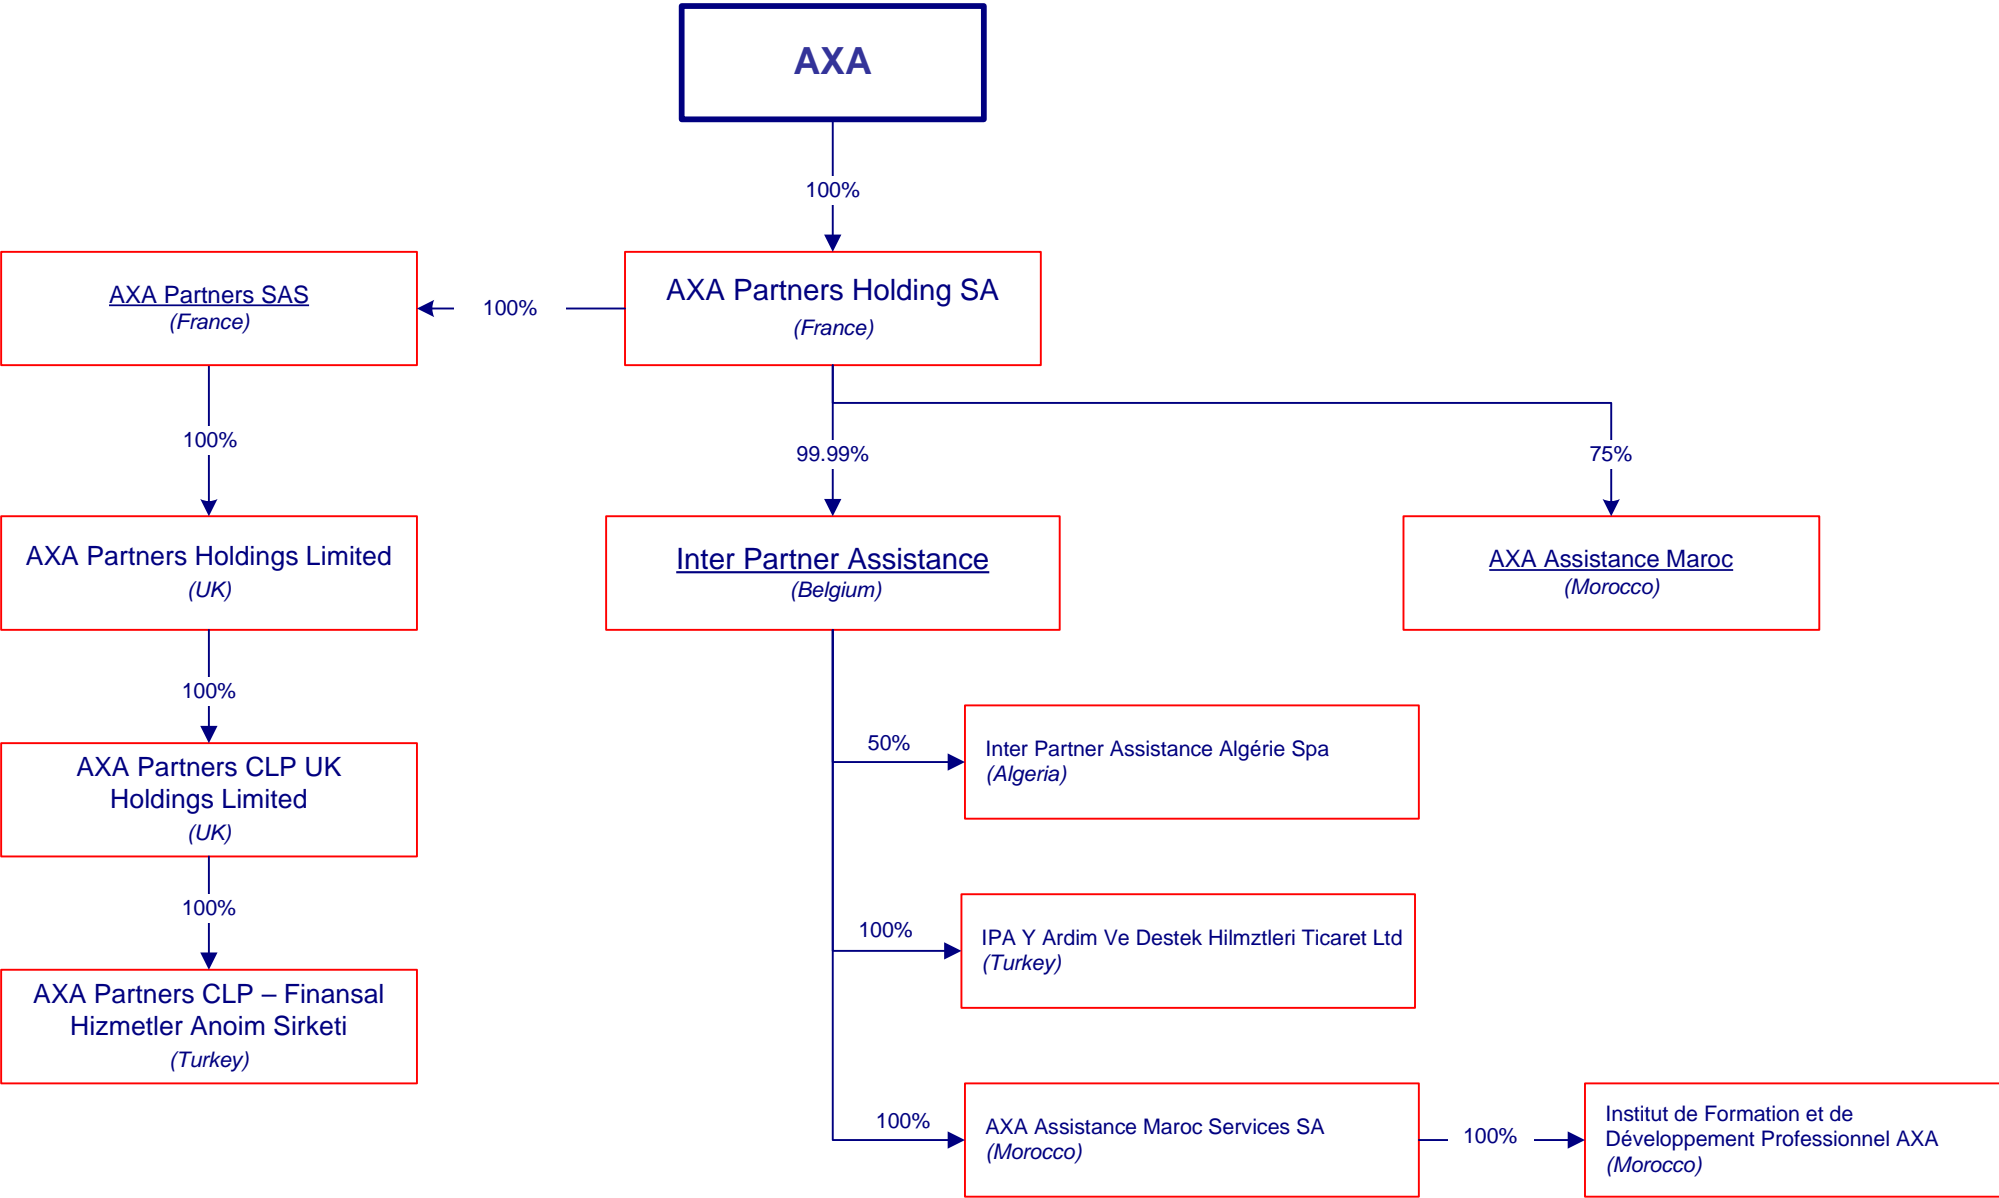 AXA
100%
AXA Partners SAS
(France)
100%
AXA Partners Holding SA
(France)
100%
99.99%
75%
AXA Partners Holdings Limited
(UK)
Inter Partner Assistance
(Belgium)
AXA Assistance Maroc
(Morocco)
100%
AXA Partners CLP UK
Holdings Limited
(UK)
50%
Inter Partner Assistance Algérie Spa
(Algeria)
100%
100%
IPA Y Ardim Ve Destek Hilmztleri Ticaret Ltd
(Turkey)
AXA Partners CLP – Finansal
Hizmetler Anoim Sirketi
(Turkey)
100%
AXA Assistance Maroc Services SA
(Morocco)
100%
Institut de Formation et de
Développement Professionnel AXA
(Morocco)